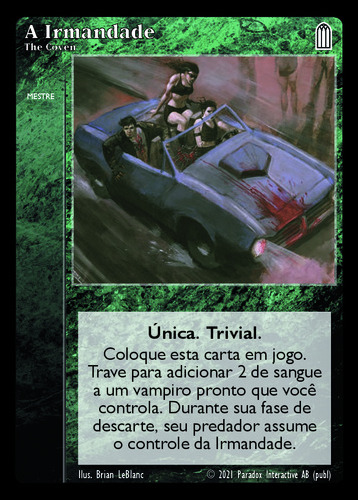 A Irmandade
The Coven
MESTRE
Única. Trivial.
Coloque esta carta em jogo.
Trave para adicionar 2 de sangue
a um vampiro pronto que você
controla. Durante sua fase de
descarte, seu predador assume
o controle da Irmandade.
Ilus. Brian LeBlanc © 2021 Paradox Interactive AB (publ)